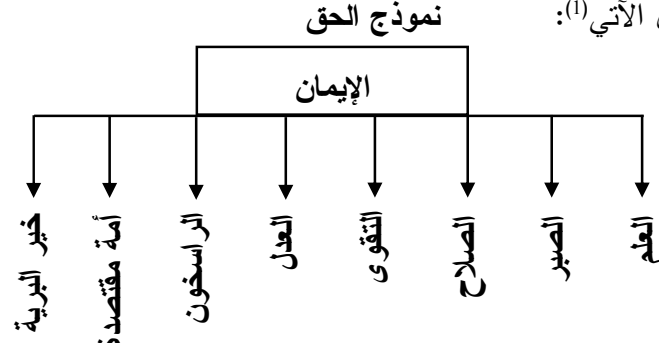 الآتي(1):
نموذج الحق
الإيمان
العلم
الصبر
الصلاح
التقوى
العدل
الراسخون
أمة مقتصدة
خير البرية